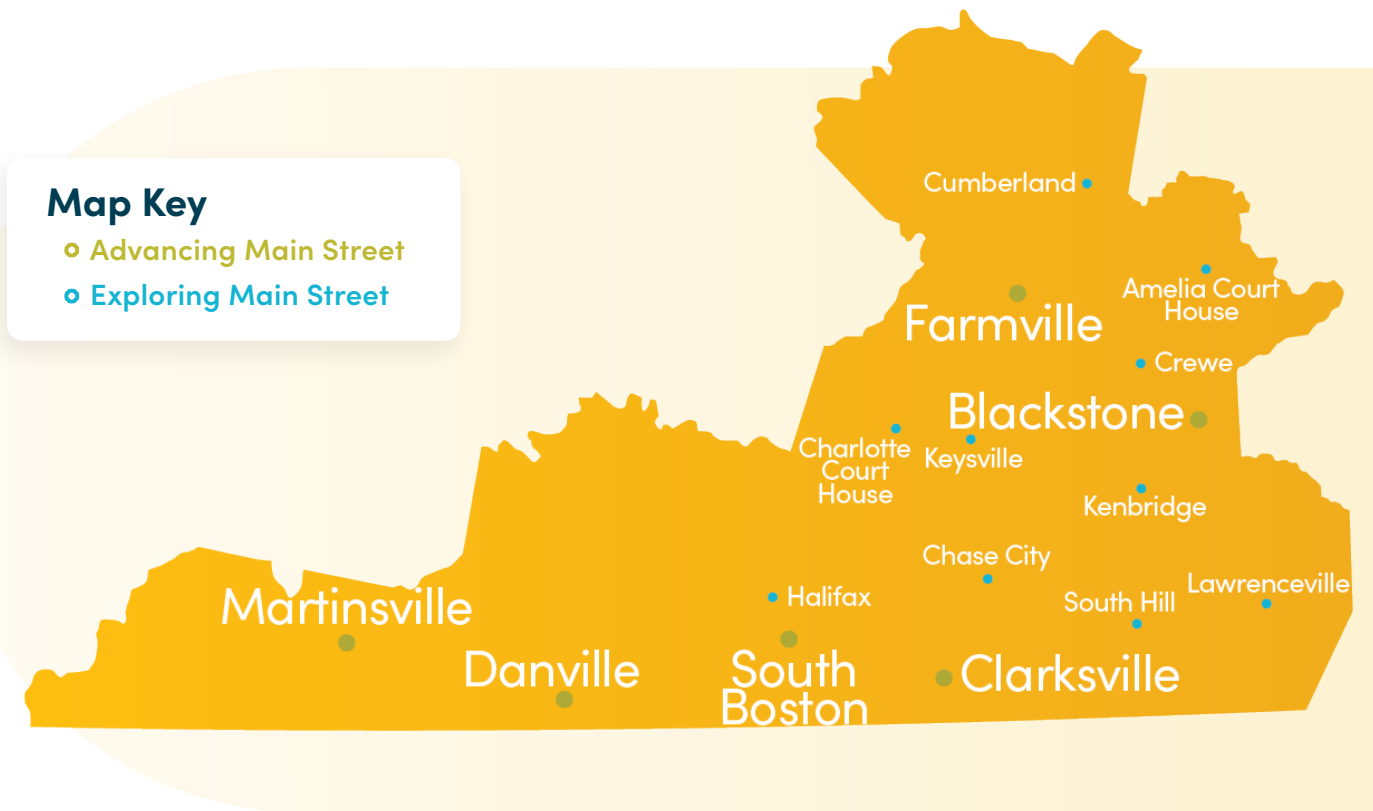 Map Key
Advancing Main Street
Exploring Main Street
Cumberland
Amelia Court
House
Farmville
Crewe
Blackstone
Charlotte
Court
House
Keysville
Kenbridge
Chase City
Lawrenceville
Halifax
South Hill
Martinsville
Danville
South
Boston
Clarksville